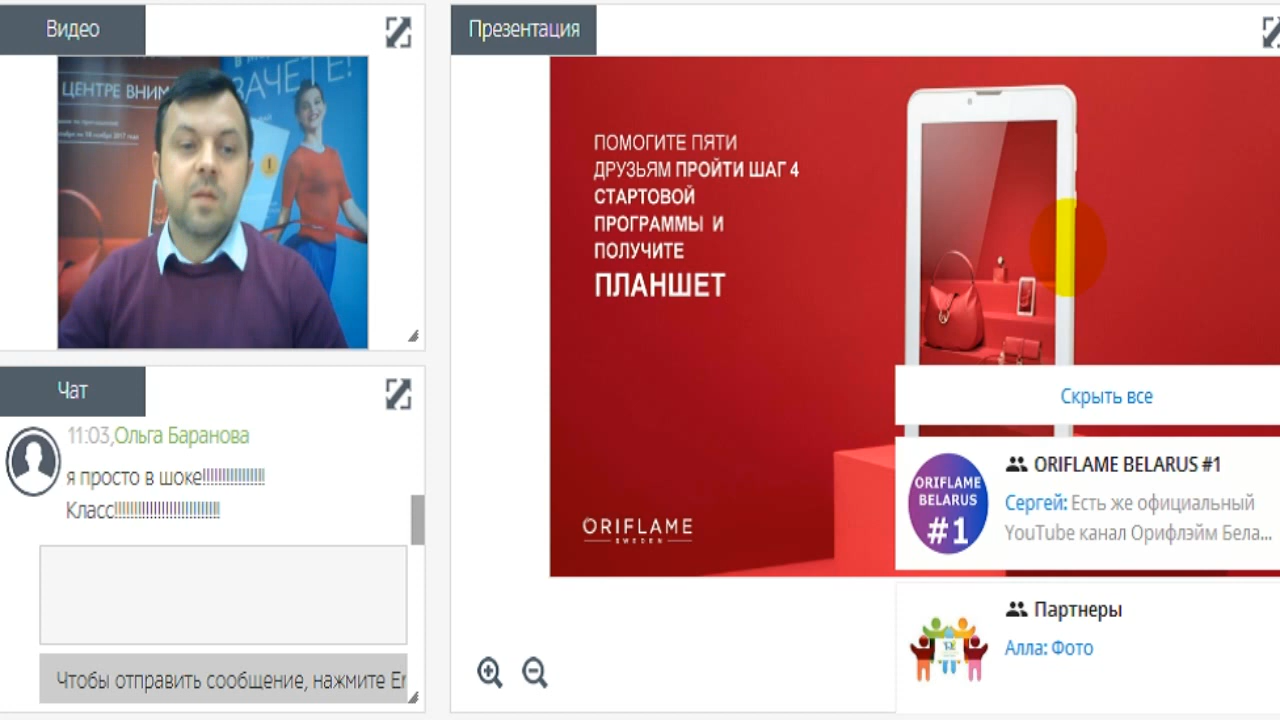 Видео
ЦЕНТРЕ ВНИМ
ЗАЧЕТЕ!
Чат
11:03,Ольга Баранова
я просто в шоке!!!!!!!!!!!!!!!!!!!!!
Класс!!!!!!!!!!!!!!!!!!!!!!!!!!!!!!!
Чтобы отправить сообщение, нажмите En
Презентация
ПОМОГИТЕ ПЯТИ
ДРУЗЬЯМ ПРОЙТИ ШАГ 4
СТАРТОВОЙ
ПРОГРАММЫ И
ПОЛУЧИТЕ
ПЛАНШЕТ
ORIFLAME
SWEDEN
Скрыть все
ORIFLAME
BELARUS
#1
ORIFLAME BELARUS #1
Сергей: Есть же официальный
YouTube канал Орифлэйм Бела...
Партнеры
Алла: Фото